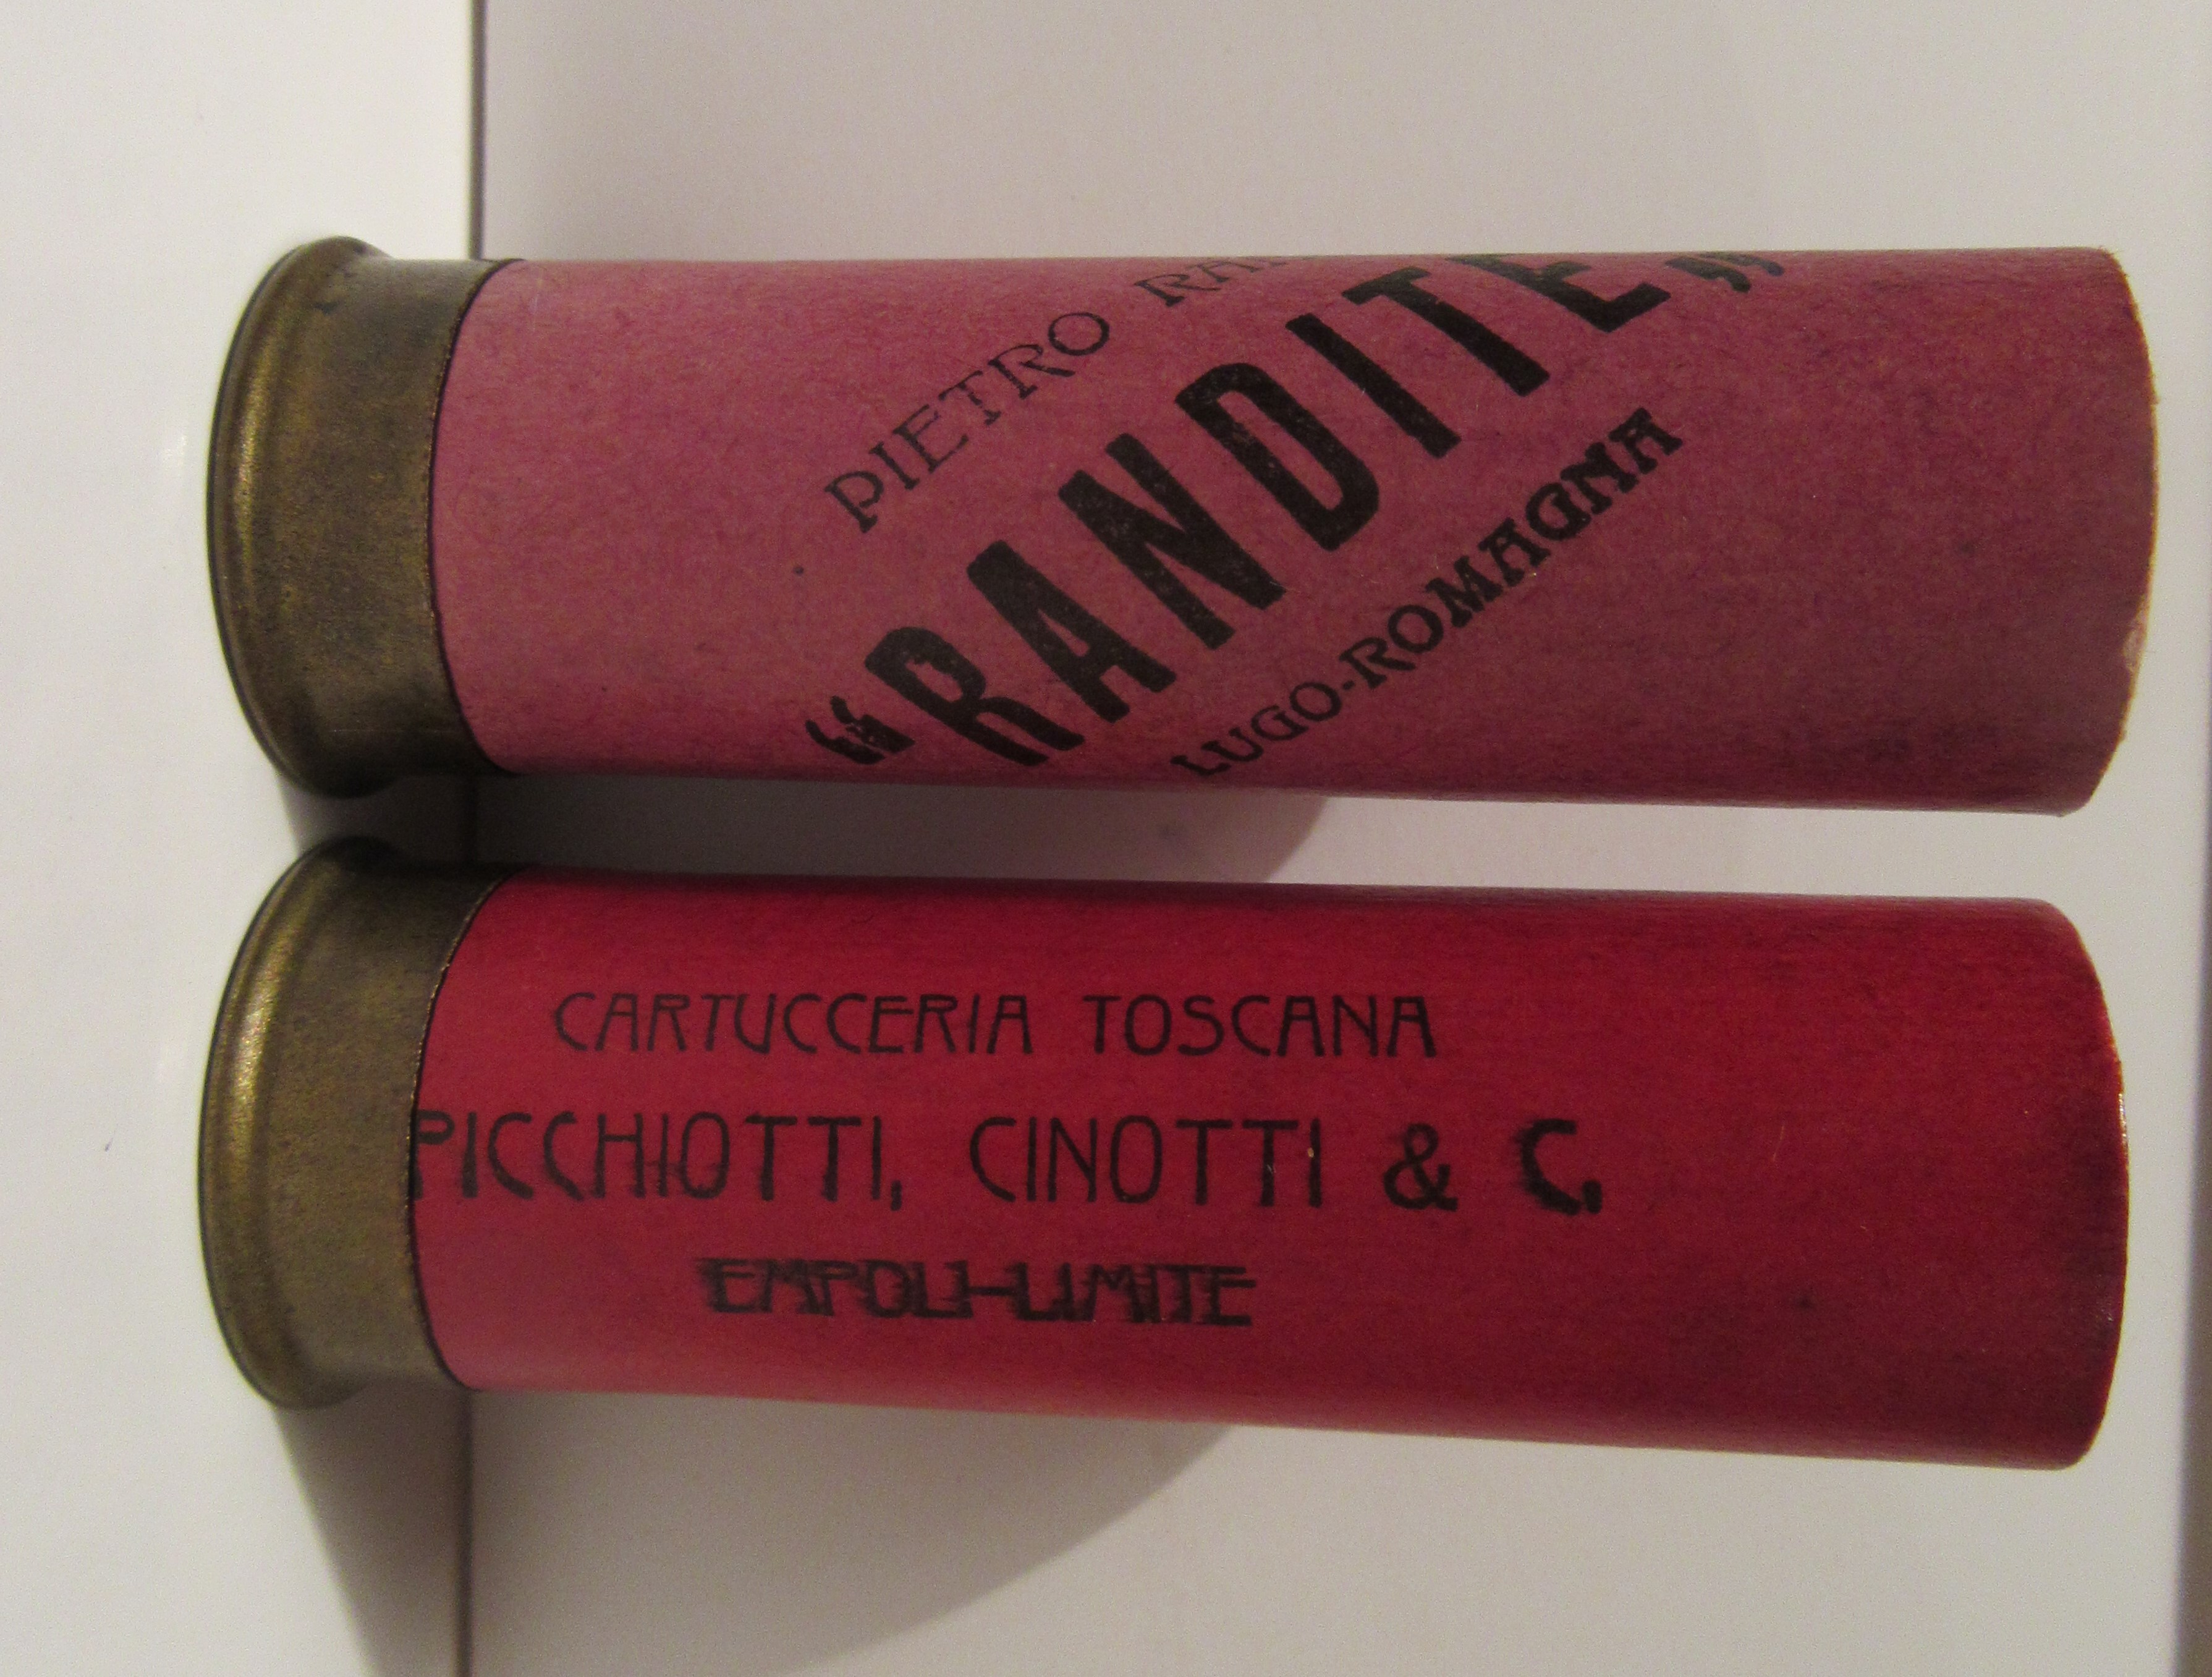 PIETRO
“RANDITE„
LUGO-ROMAGNA
CARTUCCERIA TOSCANA
PICCHIOTTI, CINOTTI & C.
EMPOLI-LIMITE